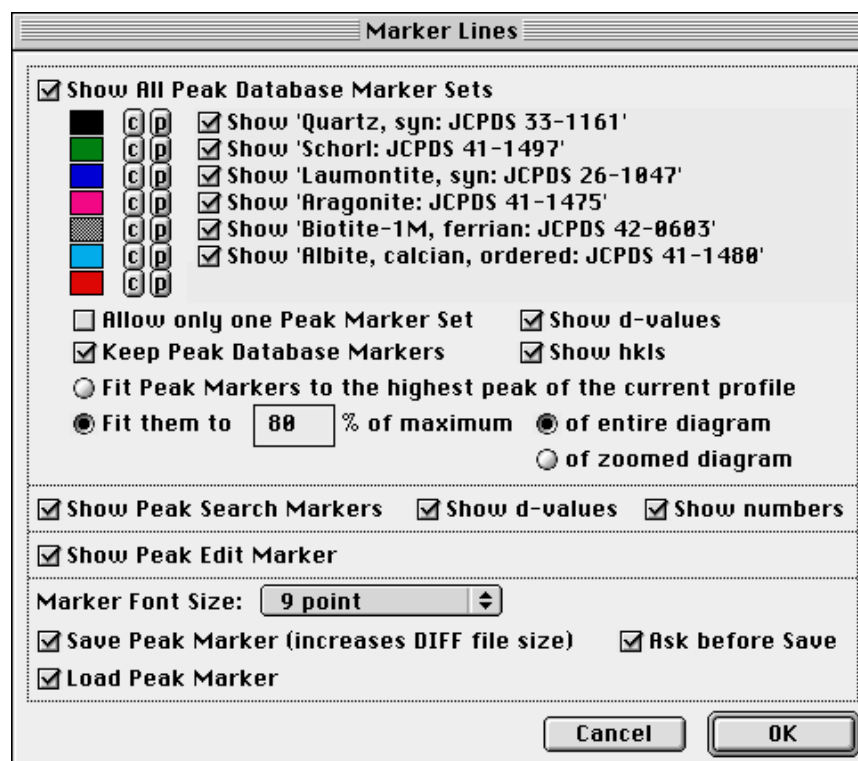 Marker Lines
Show All Peak Database Marker Sets
c p Show 'Quartz, syn: JCPDS 33-1161'
c p Show 'Schorl: JCPDS 41-1497'
c p Show 'Laumontite, syn: JCPDS 26-1047'
c p Show 'Aragonite: JCPDS 41-1475'
c p Show 'Biotite-1M, ferrian: JCPDS 42-0603'
c p Show 'Albite, calcian, ordered: JCPDS 41-1480'
c p
Allow only one Peak Marker Set Show d-values
Keep Peak Database Markers Show hkls
Fit Peak Markers to the highest peak of the current profile
Fit them to 80 % of maximum of entire diagram
of zoomed diagram
Show Peak Search Markers Show d-values Show numbers
Show Peak Edit Marker
Marker Font Size: 9 point
Save Peak Marker (increases DIFF file size) Ask before Save
Load Peak Marker
Cancel OK